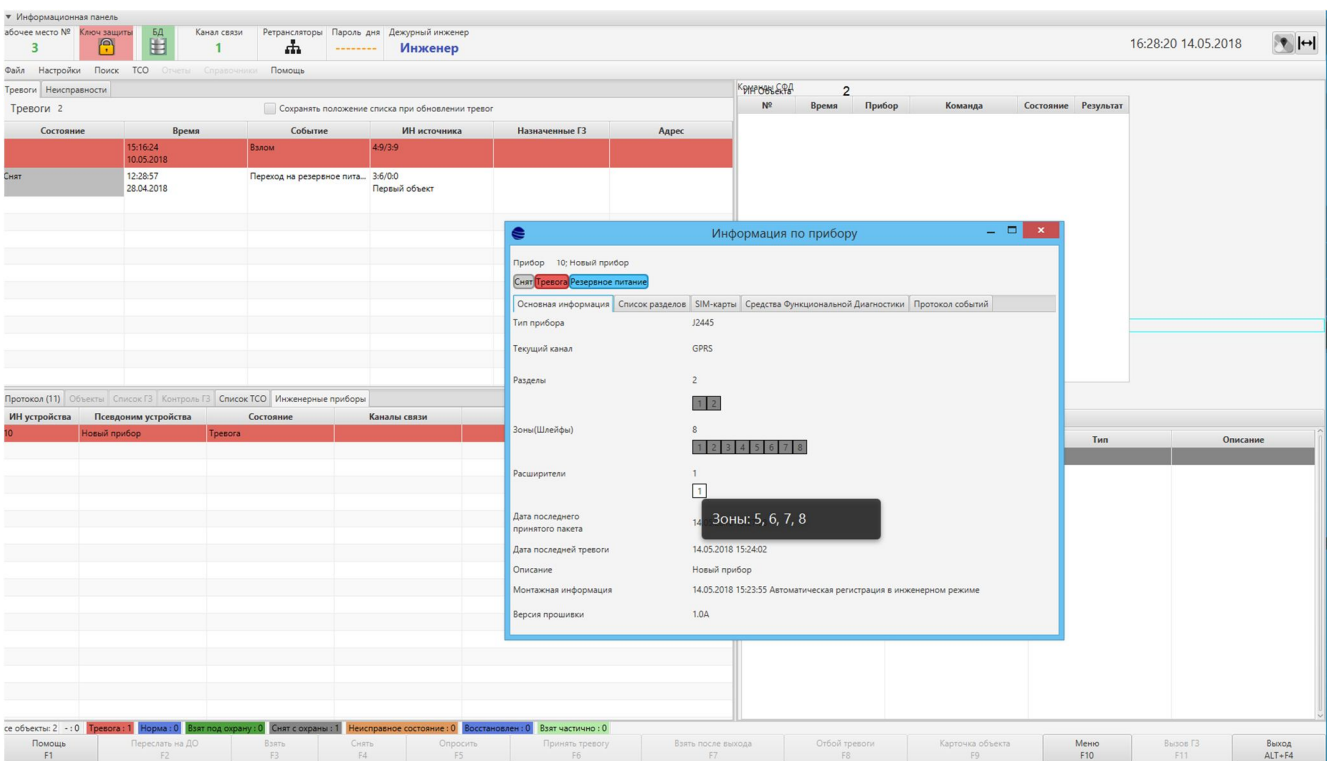 ▼ Информационная панель
абочее место № Ключ защиты БД Канал связи Ретрансляторы Пароль дня Дежурный инженер
3 1 -------- Инженер
16:28:20 14.05.2018
Файл Настройки Поиск ТСО Отчеты Справочники Помощь
Тревоги Неисправности
Тревоги 2 Сохранять положение списка при обновлении тревог
Состояние Время Событие ИН источника Назначенные ГЗ Адрес
15:16:24 Взлом 4:9/3:9
10.05.2018
Снят 12:28:57 Переход на резервное пита... 3:6/0:0
28.04.2018 Первый объект
Команды СФД
ИН Объекта 2
№ Время Прибор Команда Состояние Результат
Информация по прибору
Прибор 10; Новый прибор
Снят Тревога Резервное питание
Основная информация Список разделов SIM-карты Средства Функциональной Диагностики Протокол событий
Тип прибора J2445
Текущий канал GPRS
Разделы 2
1 2
Зоны(Шлейфы) 8
1 2 3 4 5 6 7 8
Расширители 1
1
Зоны: 5, 6, 7, 8
Дата последнего
принятого пакета 14
Дата последней тревоги 14.05.2018 15:24:02
Описание Новый прибор
Монтажная информация 14.05.2018 15:23:55 Автоматическая регистрация в инженерном режиме
Версия прошивки 1.0A
Протокол (11) Объекты Список ГЗ Контроль ГЗ Список ТСО Инженерные приборы
ИН устройства Псевдоним устройства Состояние Каналы связи
10 Новый прибор Тревога
Тип Описание
се объекты: 2 - : 0 Тревога : 1 Норма : 0 Взят под охрану : 0 Снят с охраны : 1 Неисправное состояние : 0 Восстановлен : 0 Взят частично : 0
Помощь Переслать на ДО Взять Снять Опросить Принять тревогу Взять после выхода Отбой тревоги Карточка объекта Меню Вызов ГЗ Выход
F1 F2 F3 F4 F5 F6 F7 F8 F9 F10 F11 ALT+F4